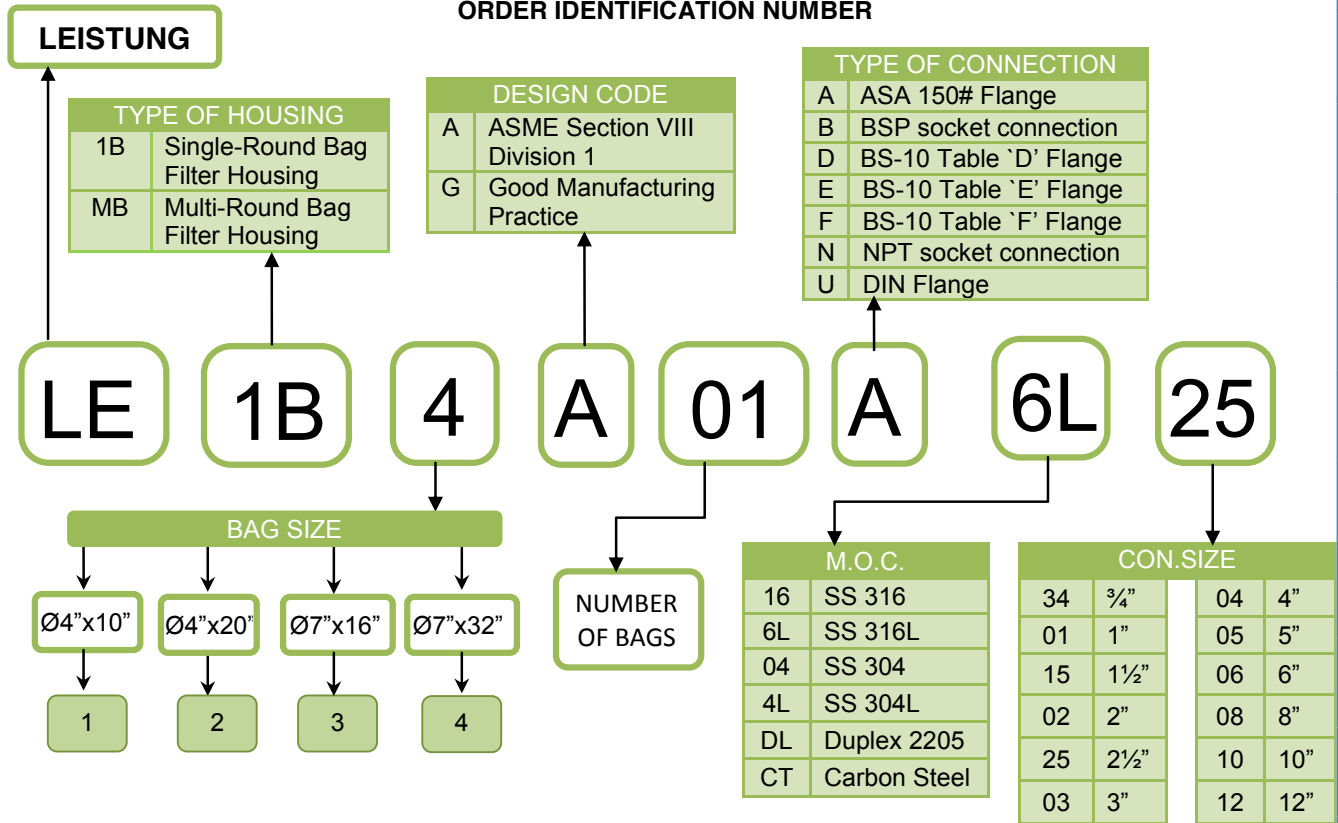 ORDER IDENTIFICATION NUMBER
LEISTUNG
TYPE OF HOUSING
1B Single-Round Bag
Filter Housing
MB Multi-Round Bag
Filter Housing
DESIGN CODE
A ASME Section VIII
Division 1
G Good Manufacturing
Practice
TYPE OF CONNECTION
A ASA 150# Flange
B BSP socket connection
D BS-10 Table `D’ Flange
E BS-10 Table `E’ Flange
F BS-10 Table `F’ Flange
N NPT socket connection
U DIN Flange
LE 1B 4 A 01 A 6L 25
BAG SIZE
Ø4”x10” Ø4”x20” Ø7”x16” Ø7”x32”
1 2 3 4
NUMBER
OF BAGS
M.O.C.
16 SS 316
6L SS 316L
04 SS 304
4L SS 304L
DL Duplex 2205
CT Carbon Steel
CON.SIZE
34 ¾” 04 4”
01 1” 05 5”
15 1½” 06 6”
02 2” 08 8”
25 2½” 10 10”
03 3” 12 12”